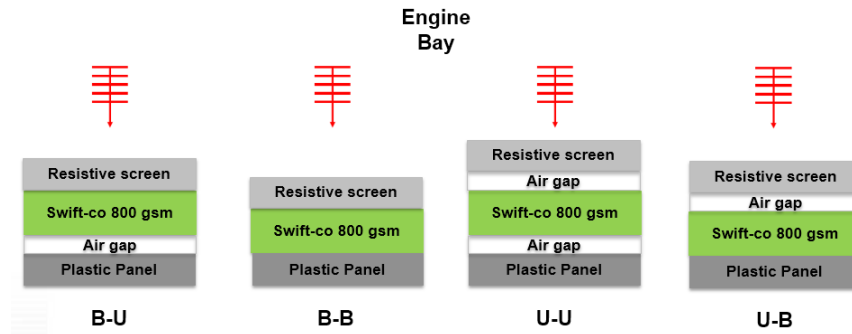 Engine
Bay
Resistive screen
Swift-co 800 gsm
Air gap
Plastic Panel
B-U
Resistive screen
Swift-co 800 gsm
Plastic Panel
B-B
Resistive screen
Air gap
Swift-co 800 gsm
Air gap
Plastic Panel
U-U
Resistive screen
Air gap
Swift-co 800 gsm
Plastic Panel
U-B